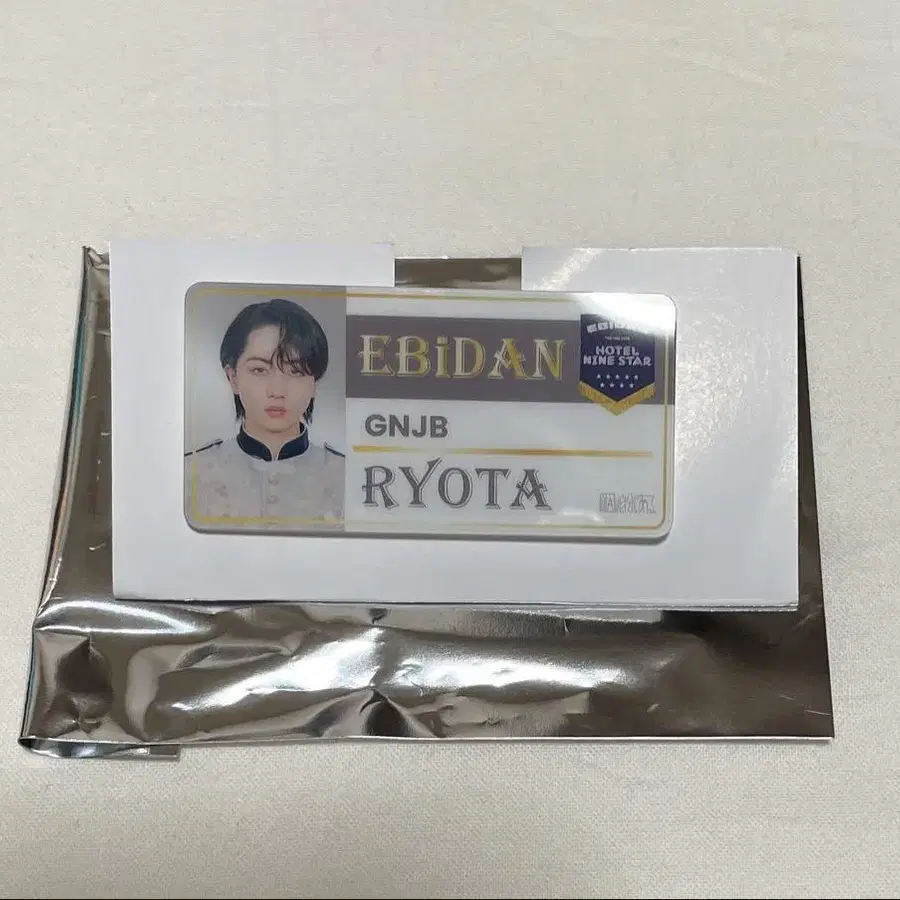 EBiDAN
GNJB
RYOTA
HOTEL
NINE STAR